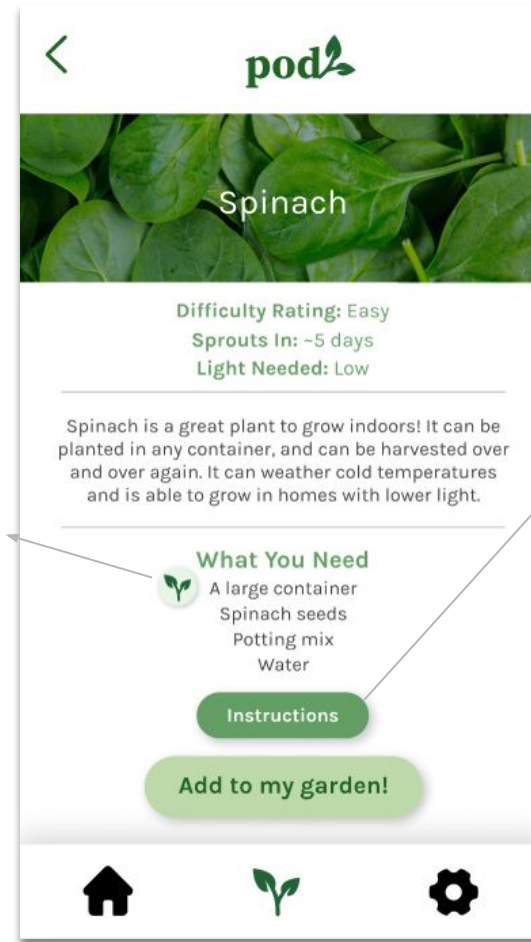 pod
Spinach
Difficulty Rating: Easy
Sprouts In: ~5 days
Light Needed: Low
Spinach is a great plant to grow indoors! It can be
planted in any container, and can be harvested over
and over again. It can weather cold temperatures
and is able to grow in homes with lower light.
What You Need
A large container
Spinach seeds
Potting mix
Water
Instructions
Add to my garden!